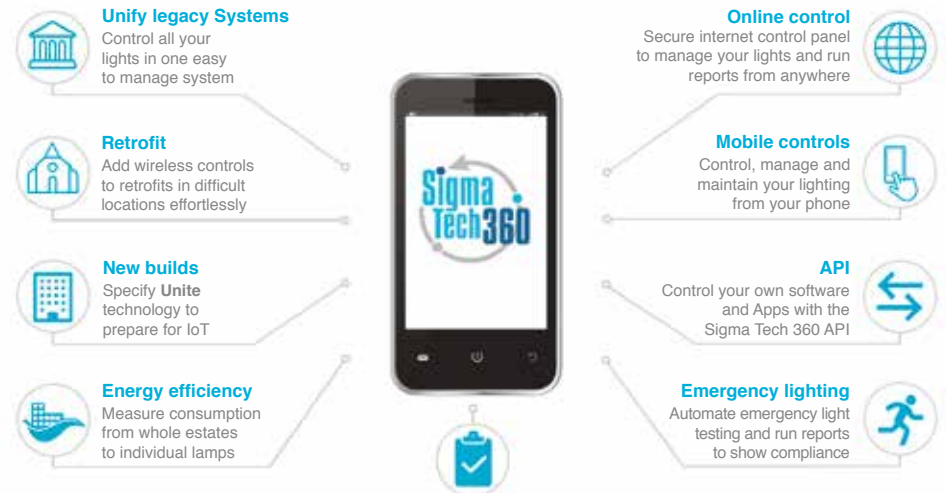 Unify legacy Systems
Control all your
lights in one easy
to manage system
Retrofit
Add wireless controls
to retrofits in difficult
locations effortlessly
New builds
Specify Unite
technology to
prepare for IoT
Energy efficiency
Measure consumption
from whole estates
to individual lamps
Sigma
Tech360
Online control
Secure internet control panel
to manage your lights and run
reports from anywhere
Mobile controls
Control, manage and
maintain your lighting
from your phone
API
Control your own software
and Apps with the
Sigma Tech 360 API
Emergency lighting
Automate emergency light
testing and run reports
to show compliance